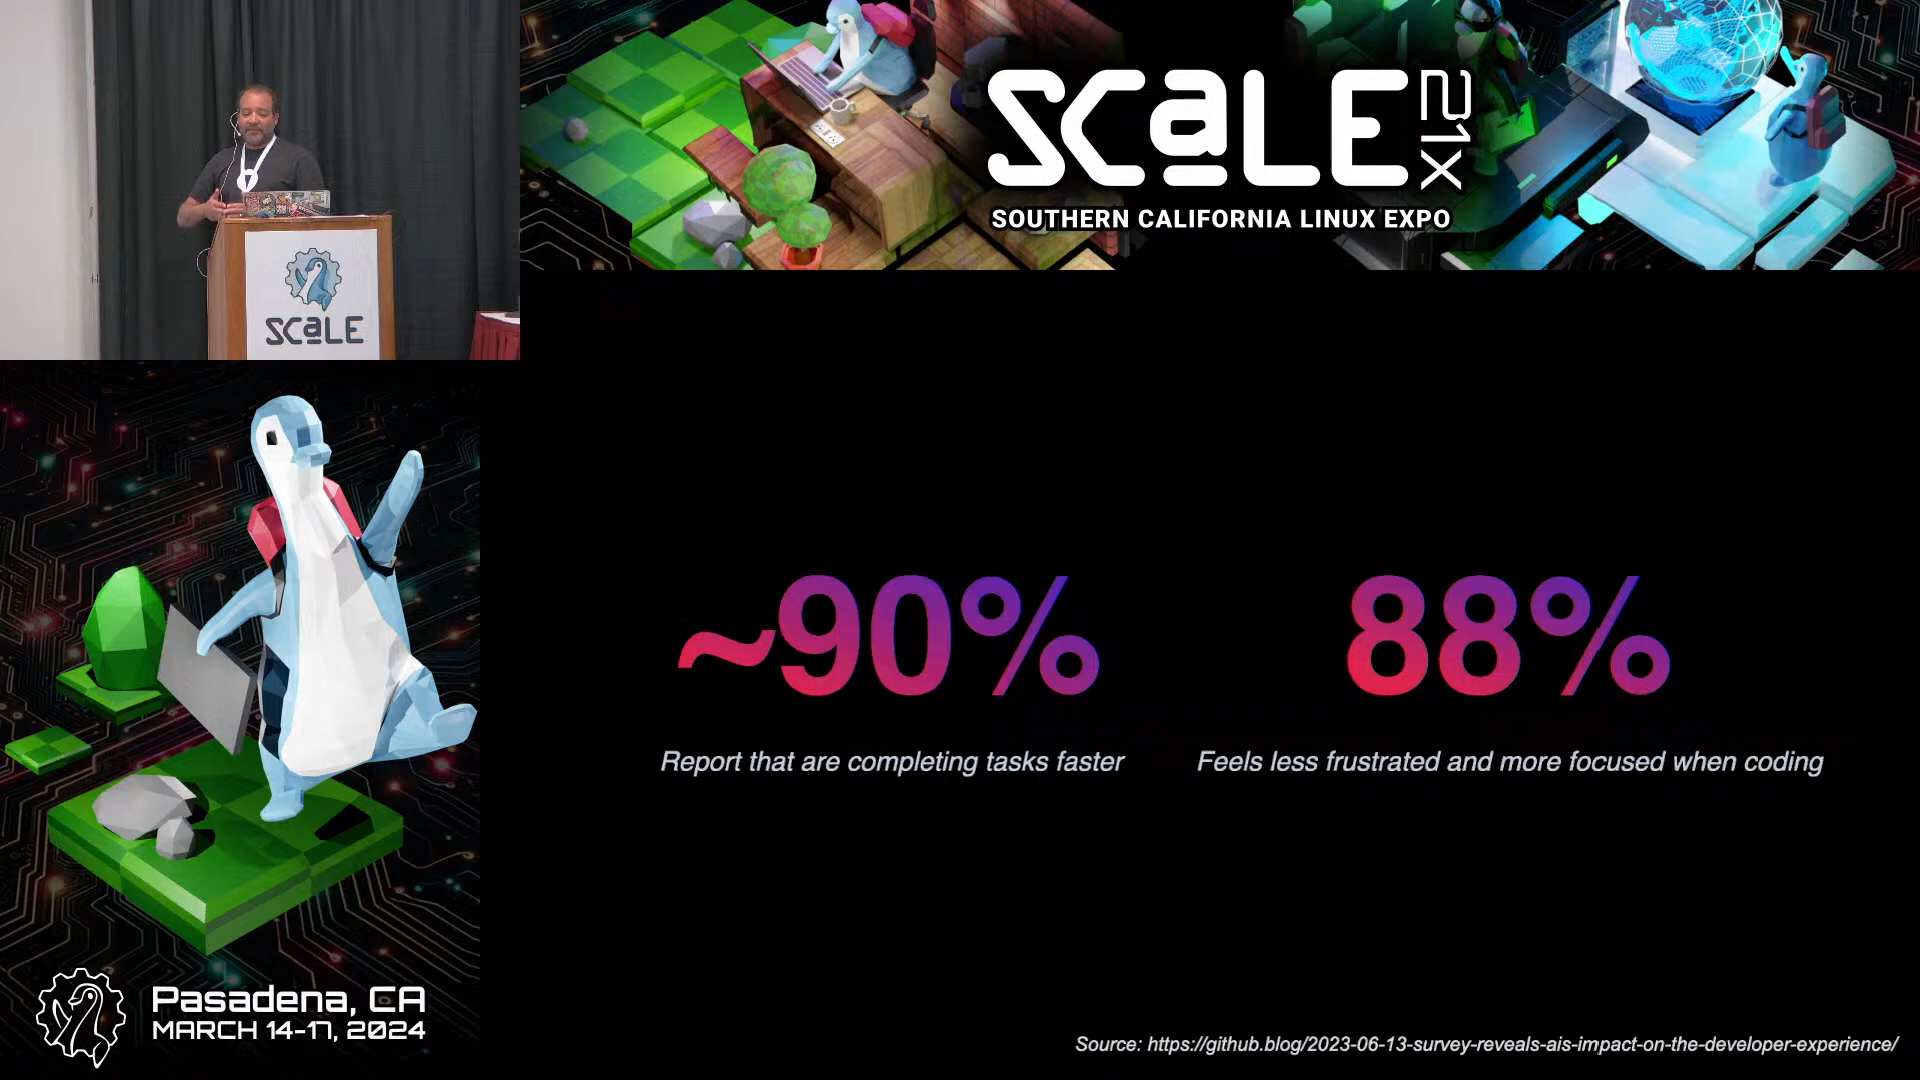 SCaLE
21X
SOUTHERN CALIFORNIA LINUX EXPO
SCaLE
~90%
88%
Report that are completing tasks faster
Feels less frustrated and more focused when coding
Pasadena, CA
MARCH 14-17, 2024
Source: https://github.blog/2023-06-13-survey-reveals-ais-impact-on-the-developer-experience/